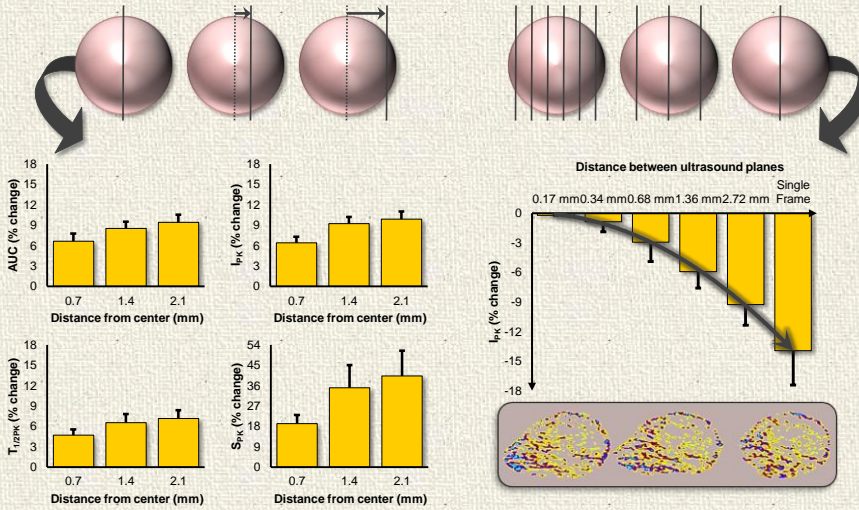 18
15
12
9
6
3
0
AUC (% change)
0.7 1.4 2.1
Distance from center (mm)
18
15
12
9
6
3
0
I_PK (% change)
0.7 1.4 2.1
Distance from center (mm)
18
15
12
9
6
3
0
T_1/2PK (% change)
0.7 1.4 2.1
Distance from center (mm)
54
45
36
27
18
9
0
S_PK (% change)
0.7 1.4 2.1
Distance from center (mm)
Distance between ultrasound planes
0.17 mm 0.34 mm 0.68 mm 1.36 mm 2.72 mm Single
Frame
0
-3
-6
-9
-12
-15
-18
I_PK (% change)